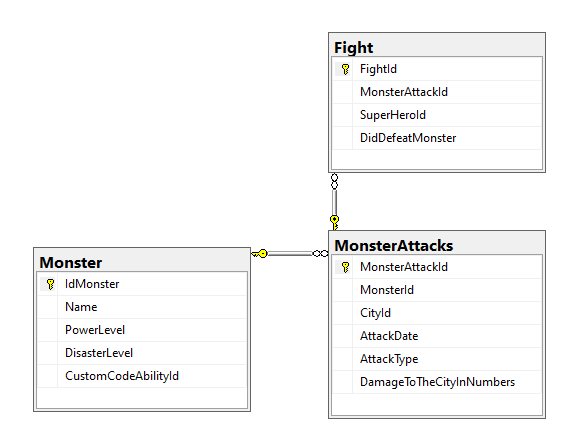 Fight
FightId
MonsterAttackId
SuperHeroId
DidDefeatMonster
Monster
IdMonster
Name
PowerLevel
DisasterLevel
CustomCodeAbilityId
MonsterAttacks
MonsterAttackId
MonsterId
CityId
AttackDate
AttackType
DamageToTheCityInNumbers